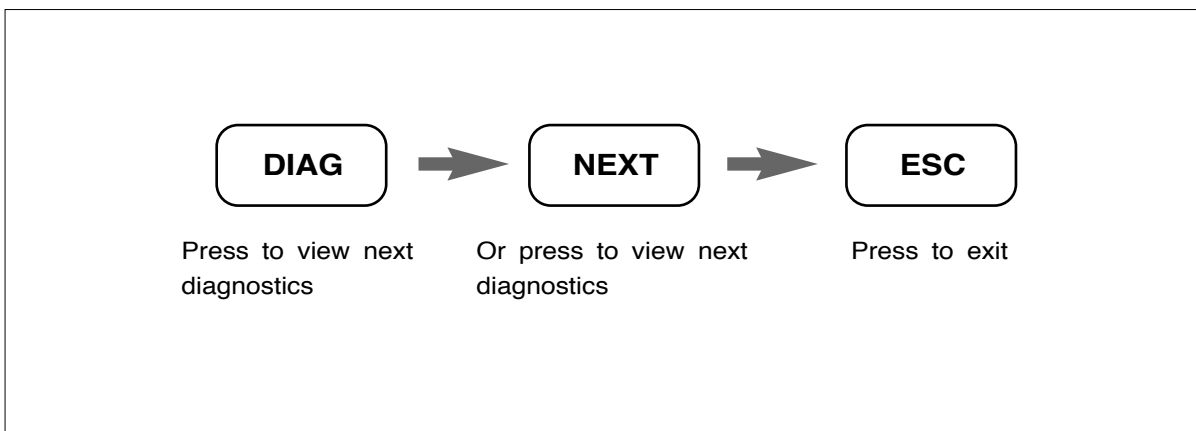 DIAG
NEXT
ESC
Press to view next
diagnostics
Or press to view next
diagnostics
Press to exit